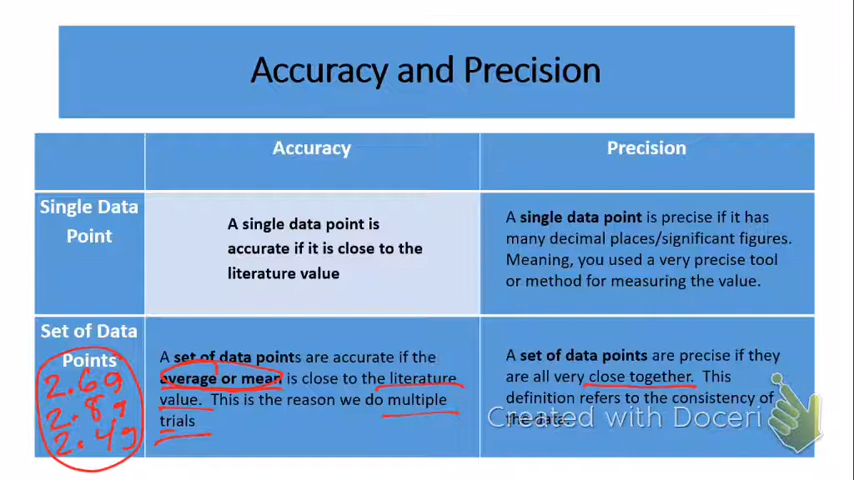 Accuracy and Precision
Accuracy
Precision
Single Data
Point
A single data point is
accurate if it is close to the
literature value
A single data point is precise if it has
many decimal places/significant figures.
Meaning, you used a very precise tool
or method for measuring the value.
Set of Data
Points
2.6g
2.8g
2.4g
A set of data points are accurate if the
average or mean is close to the literature
value. This is the reason we do multiple
trials
A set of data points are precise if they
are all very close together. This
definition refers to the consistency of
the data.
Created with Doceri